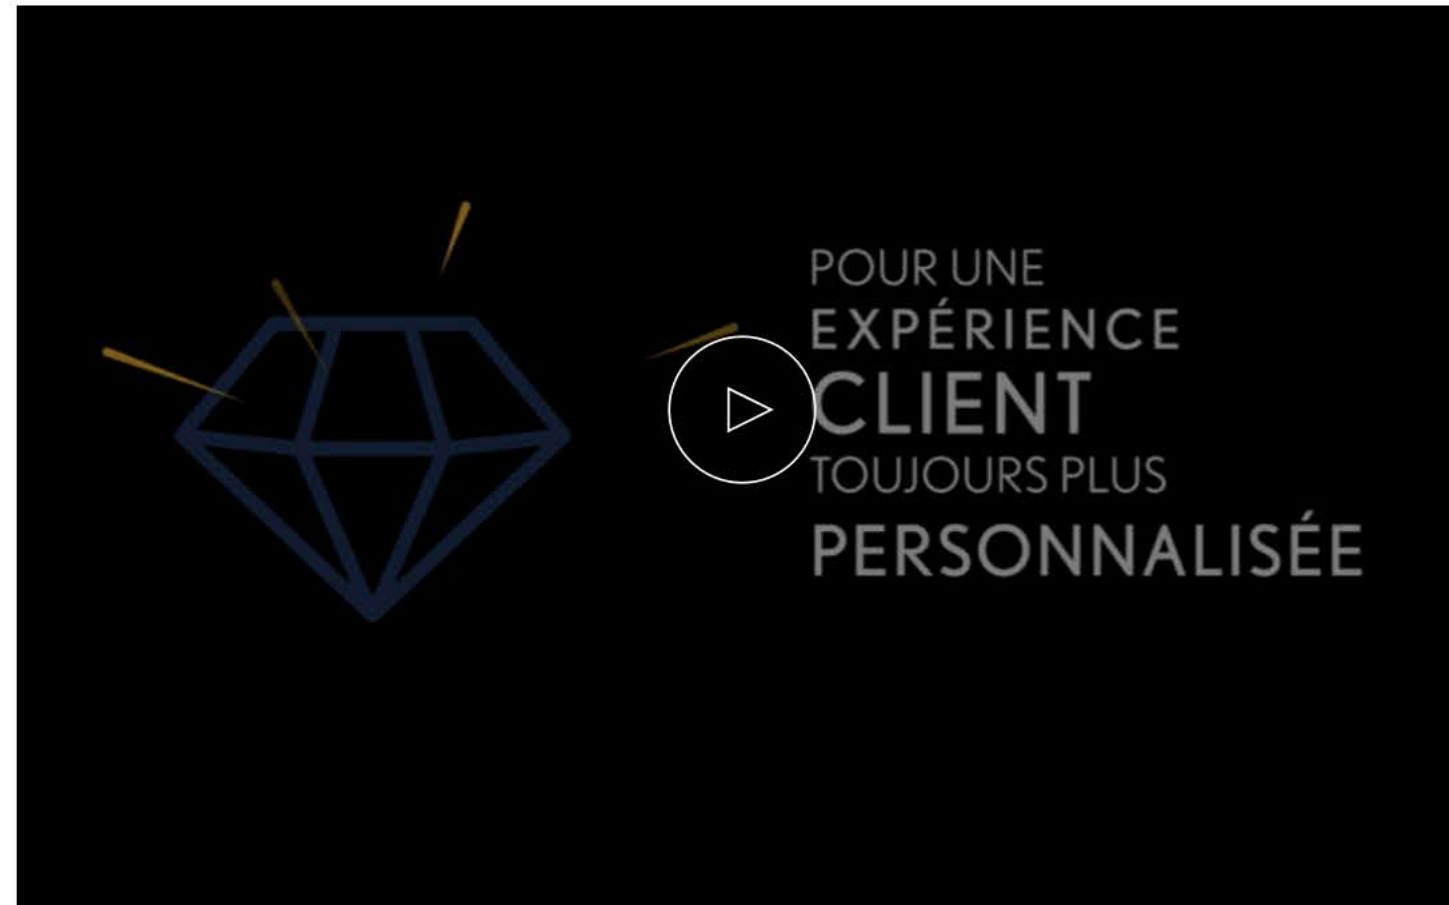 POUR UNE
EXPÉRIENCE
CLIENT
TOUJOURS PLUS
PERSONNALISÉE